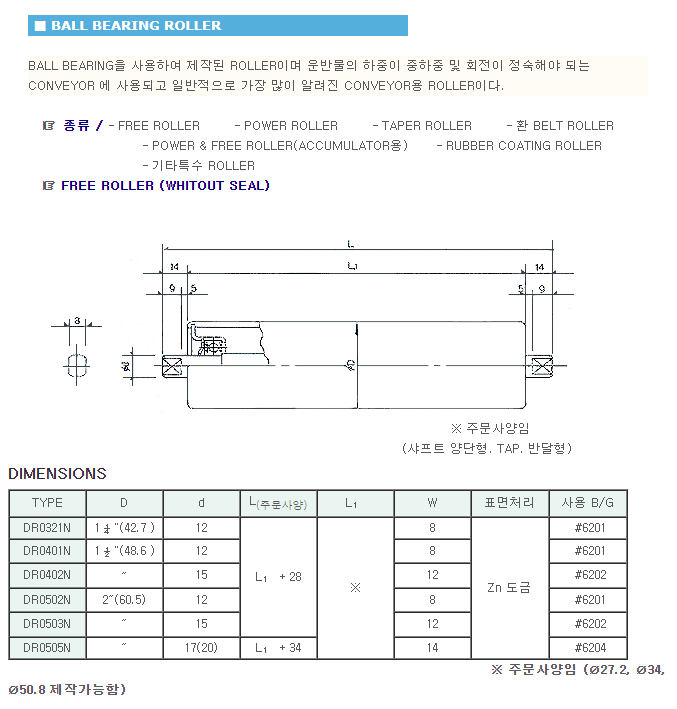 ■ BALL BEARING ROLLER
BALL BEARING을 사용하여 제작된 ROLLER이며 운반물의 하중이 중하중 및 회전이 정숙해야 되는
CONVEYOR 에 사용되고 일반적으로 가장 많이 알려진 CONVEYOR용 ROLLER이다.
☞ 종류 / - FREE ROLLER - POWER ROLLER - TAPER ROLLER - 환 BELT ROLLER
- POWER & FREE ROLLER(ACCUMULATOR용) - RUBBER COATING ROLLER
- 기타특수 ROLLER
☞ FREE ROLLER (WHITOUT SEAL)
L
14 L₁ 14
9 5 5 9
8
ød
øD
※ 주문사양임
(샤프트 양단형. TAP. 반달형)
DIMENSIONS
TYPE D d L(주문사양) L₁ W 표면처리 사용 B/G
DR0321N 1 ¼ ˝(42.7 ) 12 8 #6201
DR0401N 1 ½ ˝(48.6 ) 12 8 #6201
DR0402N ˝ 15 L₁ + 28 12 #6202
※ Zn 도금
DR0502N 2˝(60.5) 12 8 #6201
DR0503N ˝ 15 12 #6202
DR0505N ˝ 17(20) L₁ + 34 14 #6204
※ 주문사양임 (ø27.2, ø34,
ø50.8 제작가능함)